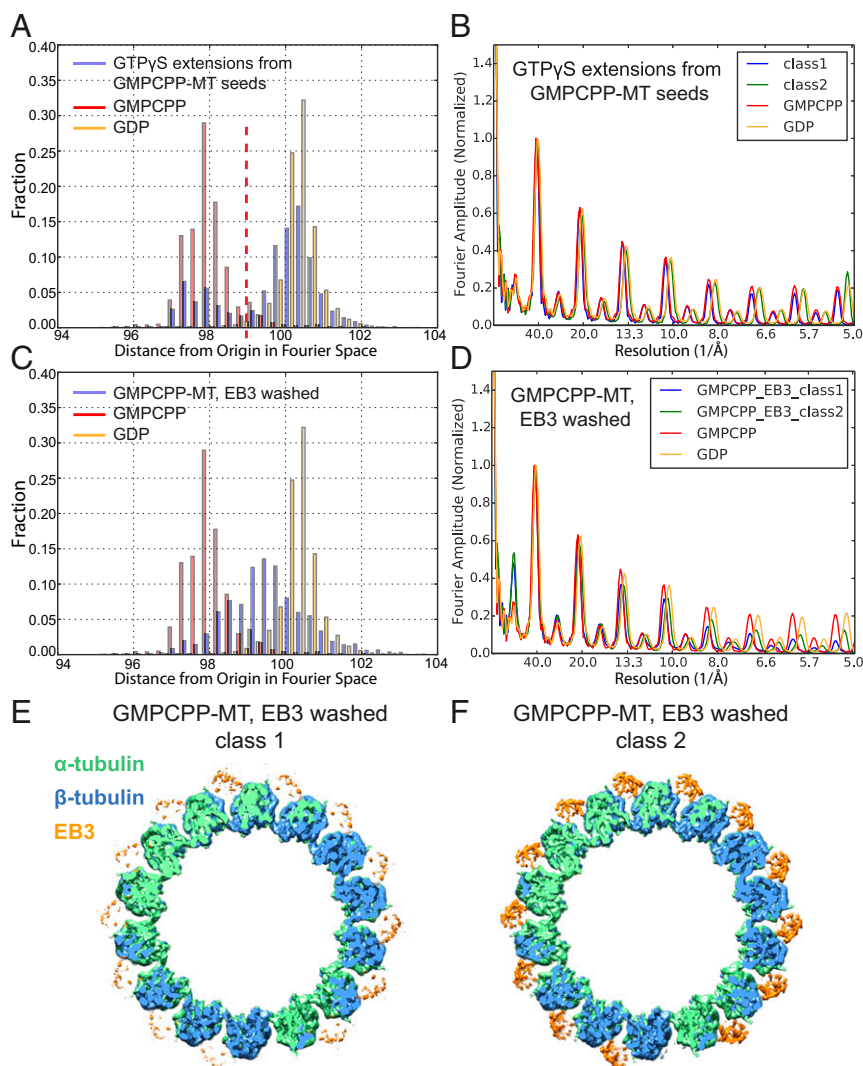 A
0.40
0.35
0.30
0.25
0.20
0.15
0.10
0.05
0.00
Fraction
GTPγS extensions from
GMPCPP-MT seeds
GMPCPP
GDP
94 96 98 100 102 104
Distance from Origin in Fourier Space
B
1.4
1.2
1.0
0.8
0.6
0.4
0.2
0.0
Fourier Amplitude (Normalized)
GTPγS extensions from
GMPCPP-MT seeds
class1
class2
GMPCPP
GDP
40.0 20.0 13.3 10.0 8.0 6.6 5.7 5.0
Resolution (1/Å)
C
0.40
0.35
0.30
0.25
0.20
0.15
0.10
0.05
0.00
Fraction
GMPCPP-MT, EB3 washed
GMPCPP
GDP
94 96 98 100 102 104
Distance from Origin in Fourier Space
D
1.4
1.2
1.0
0.8
0.6
0.4
0.2
0.0
Fourier Amplitude (Normalized)
GMPCPP-MT,
EB3 washed
GMPCPP_EB3_class1
GMPCPP_EB3_class2
GMPCPP
GDP
40.0 20.0 13.3 10.0 8.0 6.6 5.7 5.0
Resolution (1/Å)
E
GMPCPP-MT, EB3 washed
class 1
α-tubulin
β-tubulin
EB3
F
GMPCPP-MT, EB3 washed
class 2